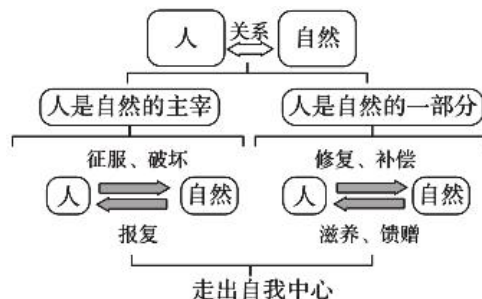 人 关系 自然
人是自然的主宰 人是自然的一部分
征服、破坏 修复、补偿
人 自然 人 自然
报复 滋养、馈赠
走出自我中心